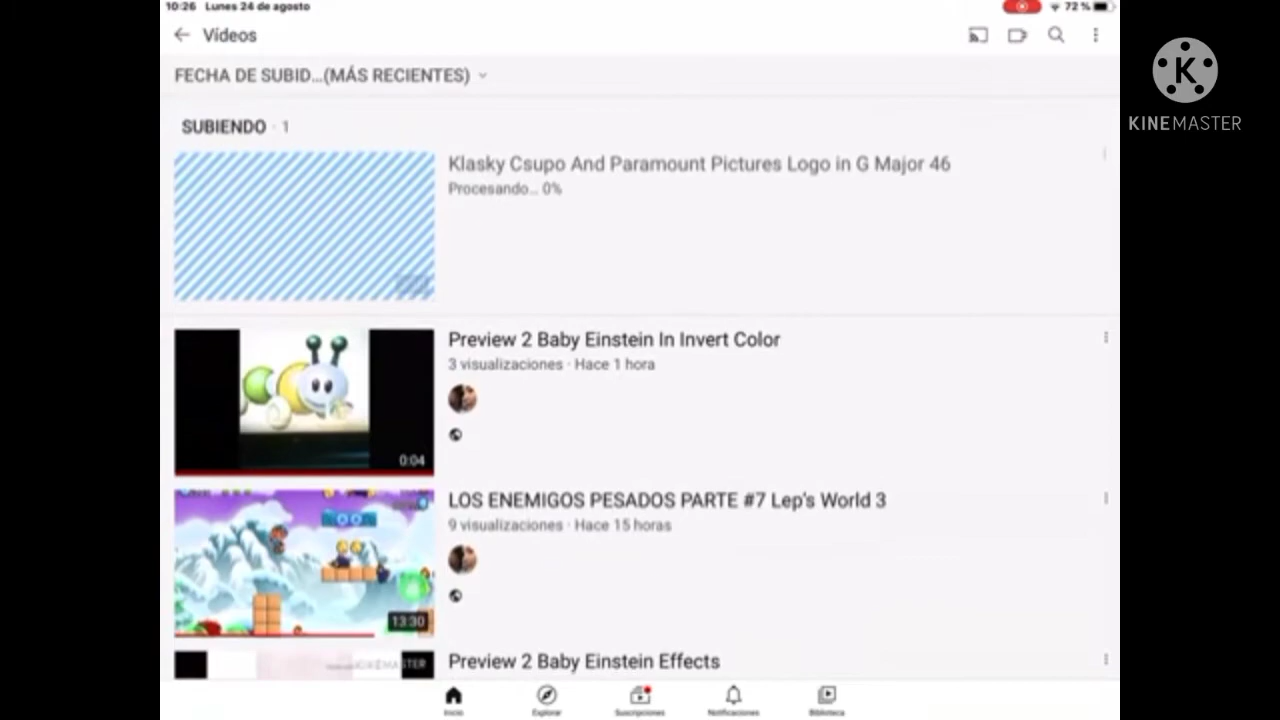 10:26 Lunes 24 de agosto
72 %
Vídeos
FECHA DE SUBID...(MÁS RECIENTES)
SUBIENDO · 1
Klasky Csupo And Paramount Pictures Logo in G Major 46
Procesando... 0%
Preview 2 Baby Einstein In Invert Color
3 visualizaciones · Hace 1 hora
0:04
LOS ENEMIGOS PESADOS PARTE #7 Lep's World 3
9 visualizaciones · Hace 15 horas
13:30
Preview 2 Baby Einstein Effects
KINEMASTER
Inicio
Explorar
Suscripciones
Notificaciones
Biblioteca
K
KINEMASTER